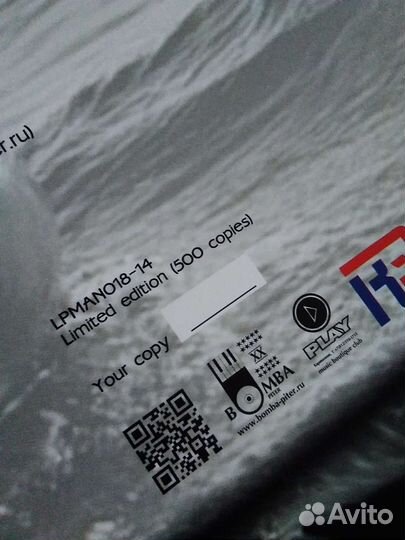 er.ru)
LPMAN018-14
Limited edition (500 copies)
Your copy
XX
BOMBA
PITER
www.bomba-piter.ru
PLAY
music boutique club
Avito